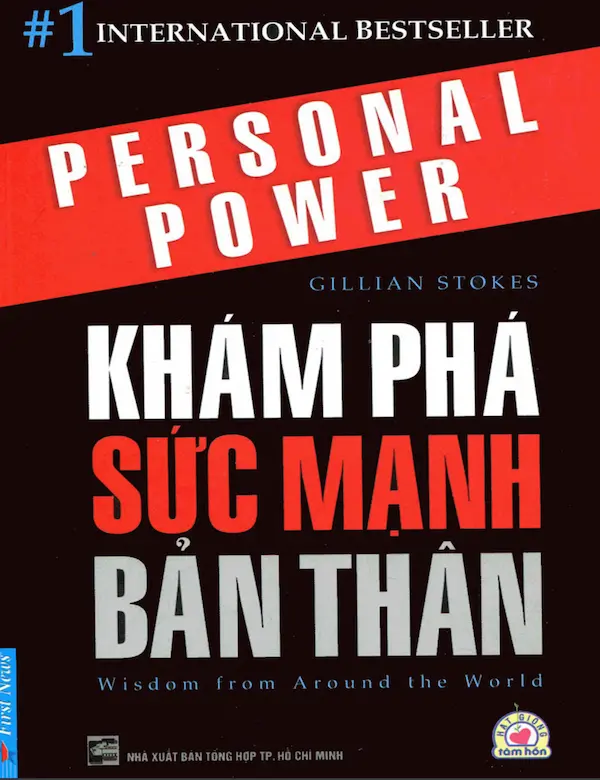 #1 INTERNATIONAL BESTSELLER
PERSONAL
POWER
GILLIAN STOKES
KHÁM PHÁ
SỨC MẠNH
BẢN THÂN
Wisdom from Around the World
First News
NHÀ XUẤT BẢN TỔNG HỢP TP. HỒ CHÍ MINH
HẠT GIỐNG
tâm hồn